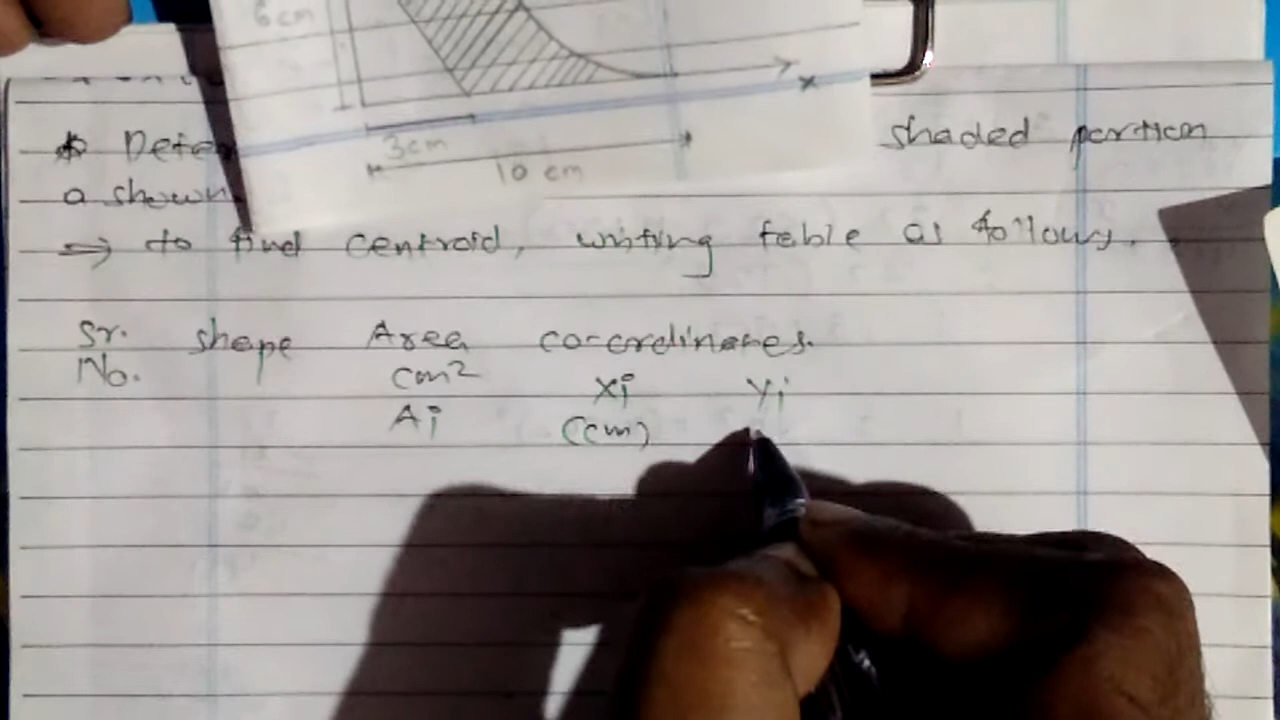 6cm
x
3cm
10 cm
shaded portion
a shown
⇒ to find centroid, writing table as follows.
Sr. shape Area co-ordinates.
No. cm² Xi Yi
Ai (cm)